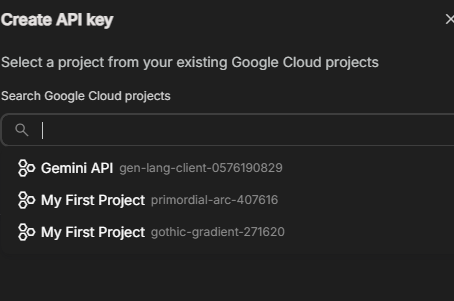 Create API key
Select a project from your existing Google Cloud projects
Search Google Cloud projects
Gemini API gen-lang-client-0576190829
My First Project primordial-arc-407616
My First Project gothic-gradient-271620